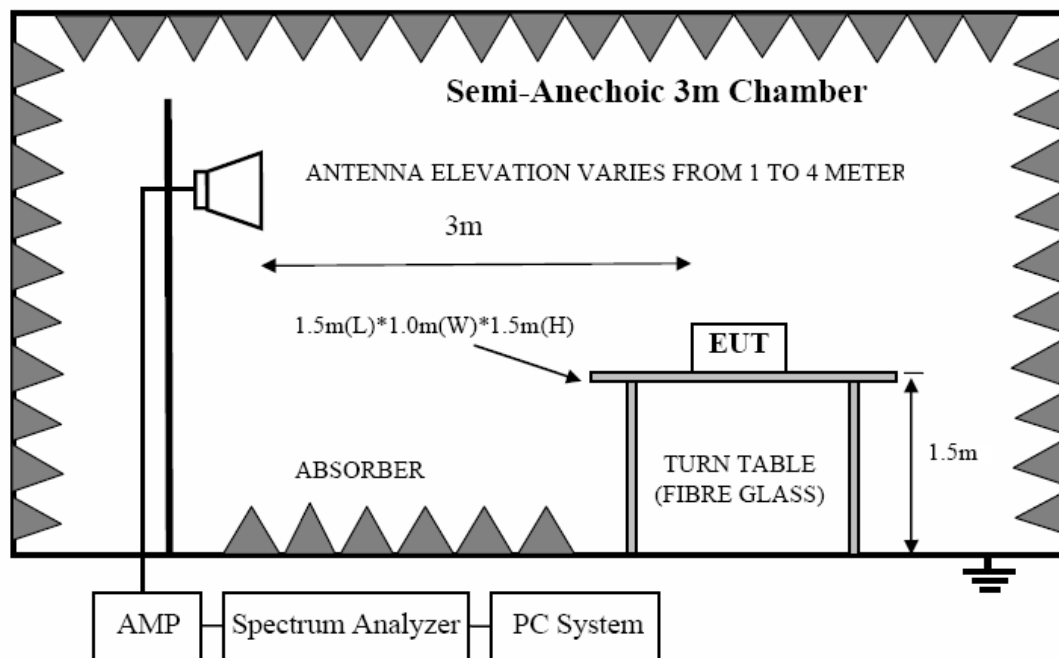 Semi-Anechoic 3m Chamber
ANTENNA ELEVATION VARIES FROM 1 TO 4 METER
3m
1.5m(L)*1.0m(W)*1.5m(H)
EUT
1.5m
ABSORBER
TURN TABLE
(FIBRE GLASS)
AMP
Spectrum Analyzer
PC System